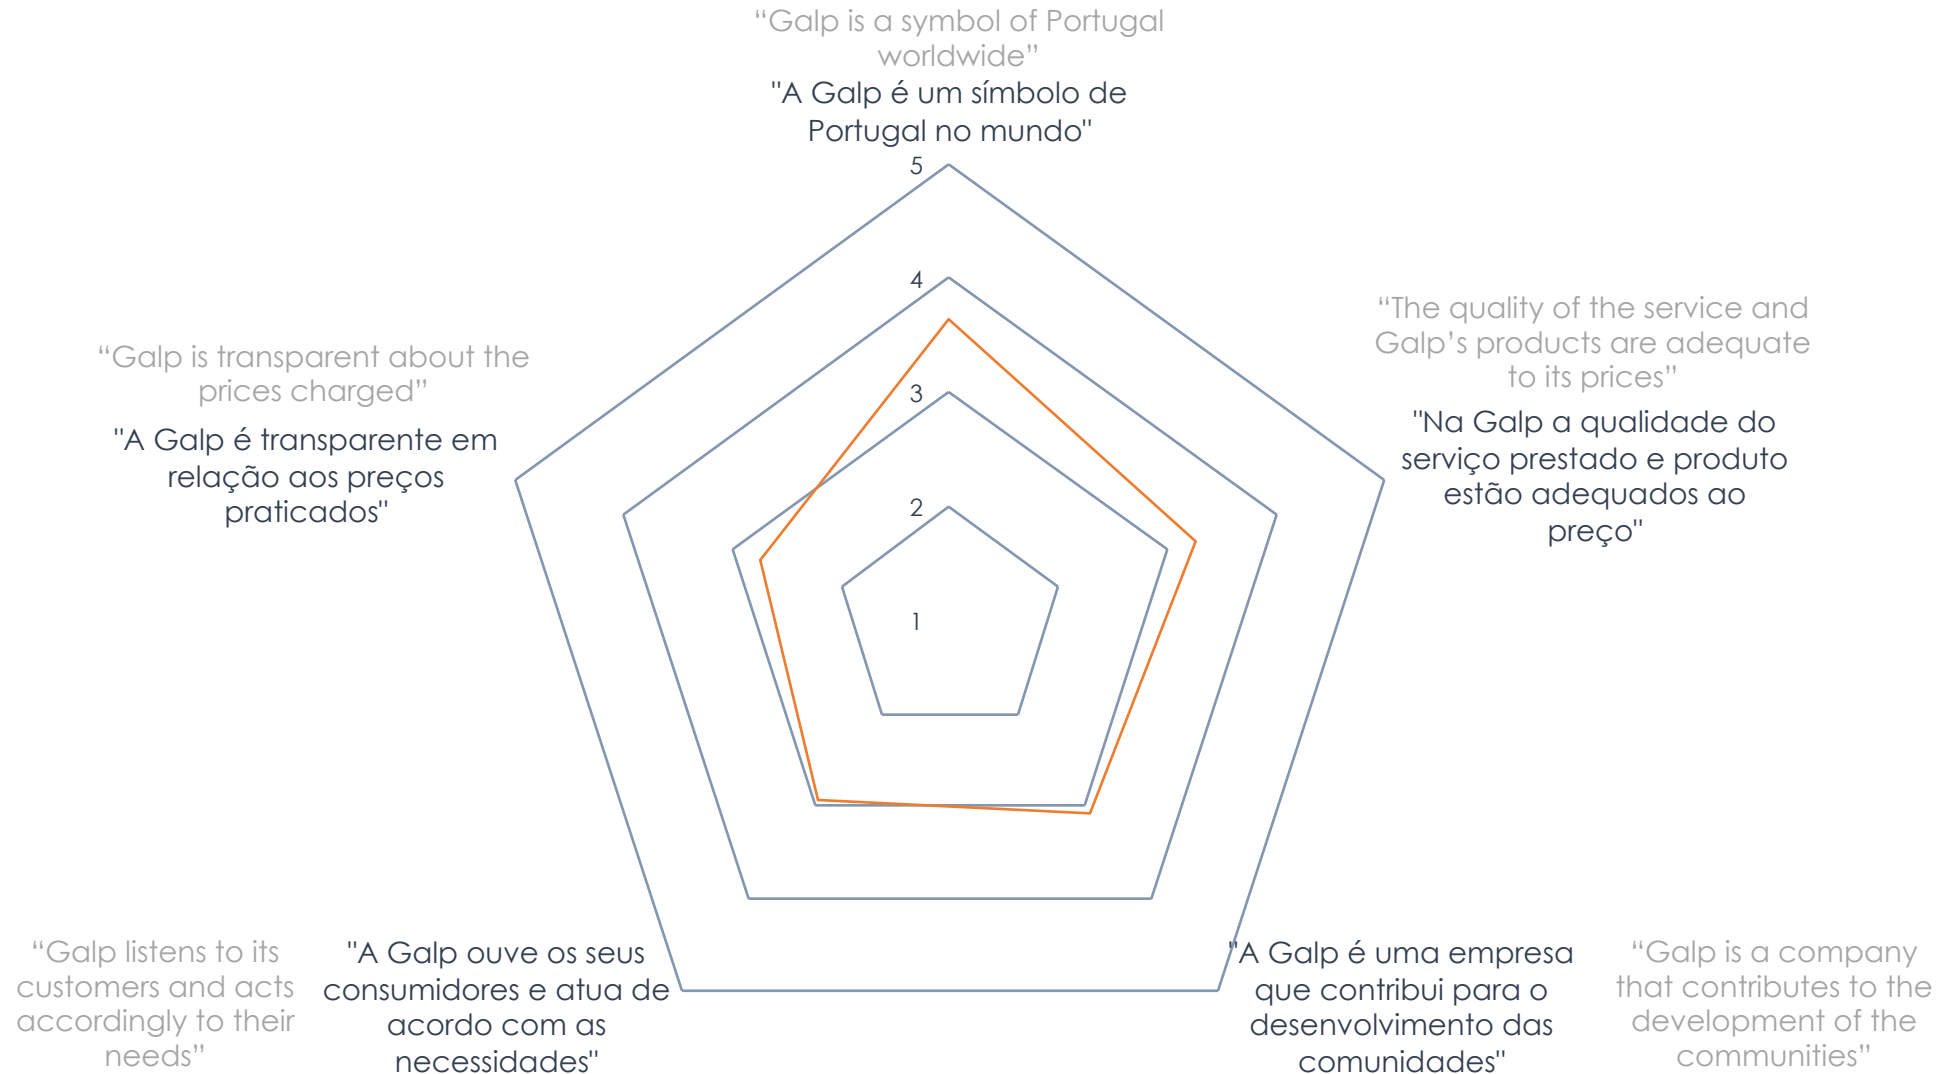 “Galp is a symbol of Portugal
worldwide”
"A Galp é um símbolo de
Portugal no mundo"
5
4
3
2
1
“The quality of the service and
Galp’s products are adequate
to its prices”
"Na Galp a qualidade do
serviço prestado e produto
estão adequados ao
preço"
“Galp is transparent about the
prices charged”
"A Galp é transparente em
relação aos preços
praticados"
“Galp listens to its
customers and acts
accordingly to their
needs”
"A Galp ouve os seus
consumidores e atua de
acordo com as
necessidades"
"A Galp é uma empresa
que contribui para o
desenvolvimento das
comunidades"
“Galp is a company
that contributes to the
development of the
communities”